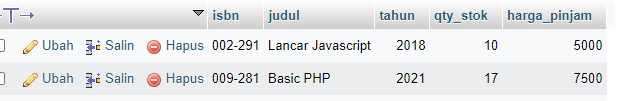 isbn judul tahun qty_stok harga_pinjam
Ubah Salin Hapus 002-291 Lancar Javascript 2018 10 5000
Ubah Salin Hapus 009-281 Basic PHP 2021 17 7500